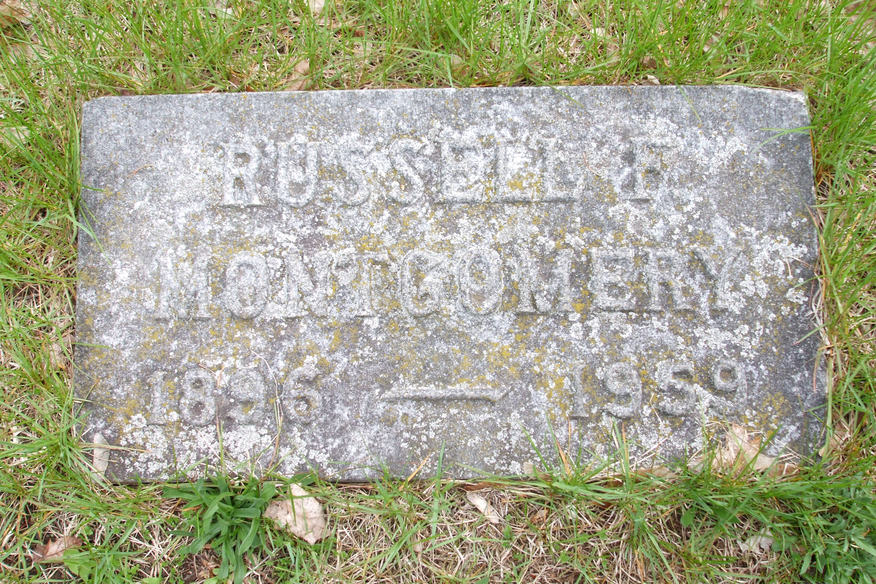 RUSSELL F.
MONTGOMERY
1896 — 1959